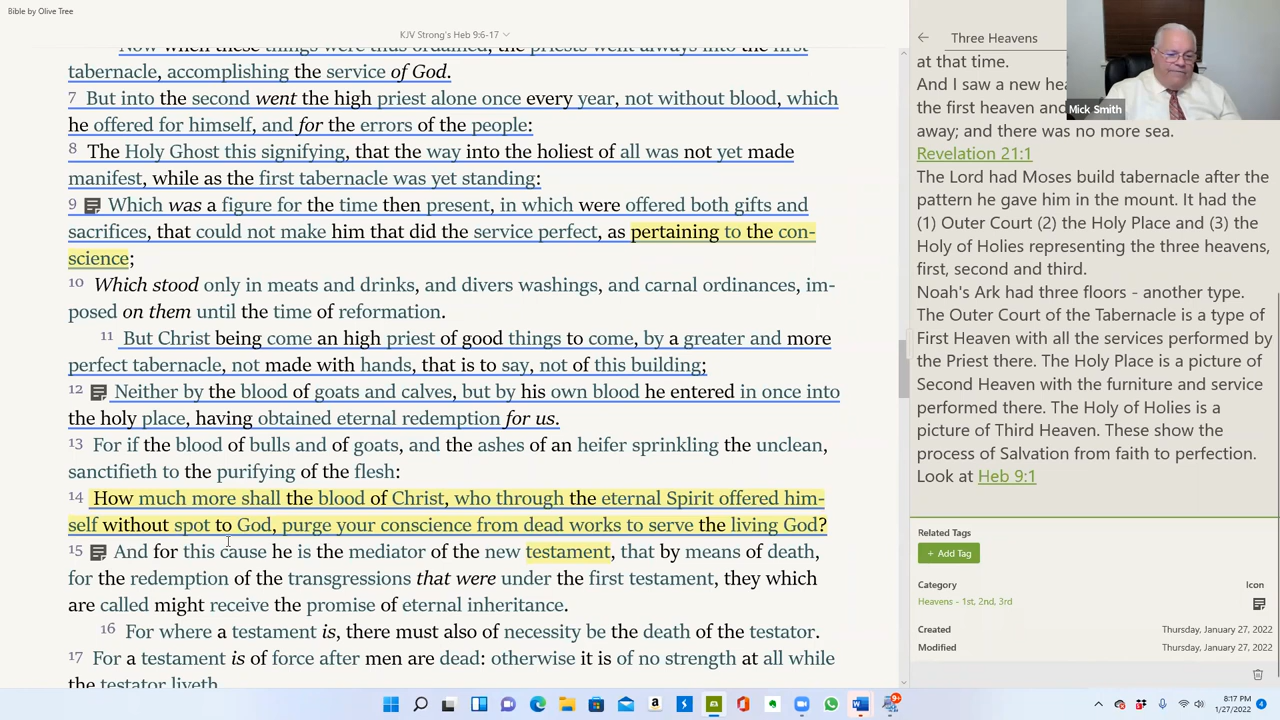 Bible by Olive Tree
KJV Strong's Heb 9:6-17
Now when these things were thus ordained, the priests went always into the first
tabernacle, accomplishing the service of God.
7 But into the second went the high priest alone once every year, not without blood, which
he offered for himself, and for the errors of the people:
8 The Holy Ghost this signifying, that the way into the holiest of all was not yet made
manifest, while as the first tabernacle was yet standing:
9 Which was a figure for the time then present, in which were offered both gifts and
sacrifices, that could not make him that did the service perfect, as pertaining to the con-
science;
10 Which stood only in meats and drinks, and divers washings, and carnal ordinances, im-
posed on them until the time of reformation.
11 But Christ being come an high priest of good things to come, by a greater and more
perfect tabernacle, not made with hands, that is to say, not of this building;
12 Neither by the blood of goats and calves, but by his own blood he entered in once into
the holy place, having obtained eternal redemption for us.
13 For if the blood of bulls and of goats, and the ashes of an heifer sprinkling the unclean,
sanctifieth to the purifying of the flesh:
14 How much more shall the blood of Christ, who through the eternal Spirit offered him-
self without spot to God, purge your conscience from dead works to serve the living God?
15 And for this cause he is the mediator of the new testament, that by means of death,
for the redemption of the transgressions that were under the first testament, they which
are called might receive the promise of eternal inheritance.
16 For where a testament is, there must also of necessity be the death of the testator.
17 For a testament is of force after men are dead: otherwise it is of no strength at all while
the testator liveth.
Three Heavens
at that time.
And I saw a new hea
the first heaven and
away; and there was no more sea.
Revelation 21:1
The Lord had Moses build tabernacle after the
pattern he gave him in the mount. It had the
(1) Outer Court (2) the Holy Place and (3) the
Holy of Holies representing the three heavens,
first, second and third.
Noah's Ark had three floors - another type.
The Outer Court of the Tabernacle is a type of
First Heaven with all the services performed by
the Priest there. The Holy Place is a picture of
Second Heaven with the furniture and service
performed there. The Holy of Holies is a
picture of Third Heaven. These show the
process of Salvation from faith to perfection.
Look at Heb 9:1
Related Tags
+ Add Tag
Category
Icon
Heavens - 1st, 2nd, 3rd
Created
Thursday, January 27, 2022
Modified
Thursday, January 27, 2022
Mick Smith
8:17 PM
1/27/2022